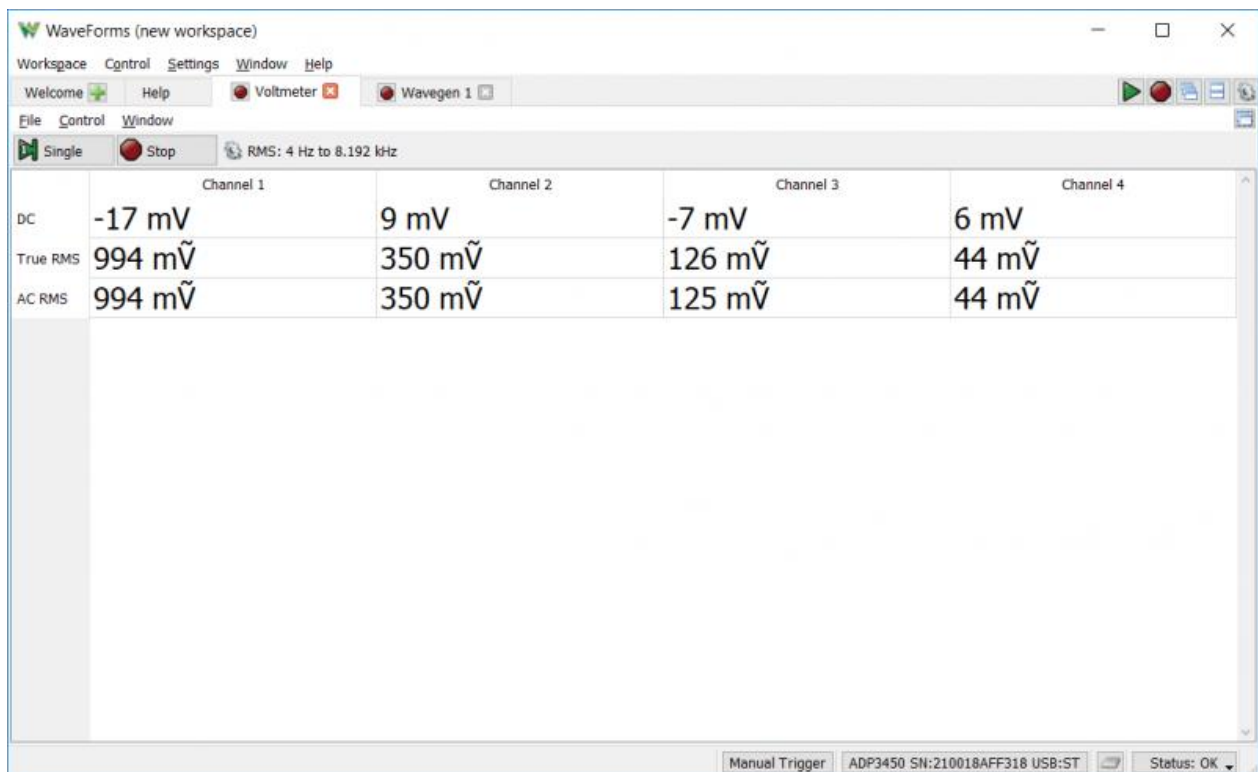 WaveForms (new workspace)
Workspace Control Settings Window Help
Welcome Help Voltmeter Wavegen 1
File Control Window
Single Stop RMS: 4 Hz to 8.192 kHz
Channel 1 Channel 2 Channel 3 Channel 4
DC -17 mV 9 mV -7 mV 6 mV
True RMS 994 mṼ 350 mṼ 126 mṼ 44 mṼ
AC RMS 994 mṼ 350 mṼ 125 mṼ 44 mṼ
Manual Trigger ADP3450 SN:210018AFF318 USB:ST Status: OK